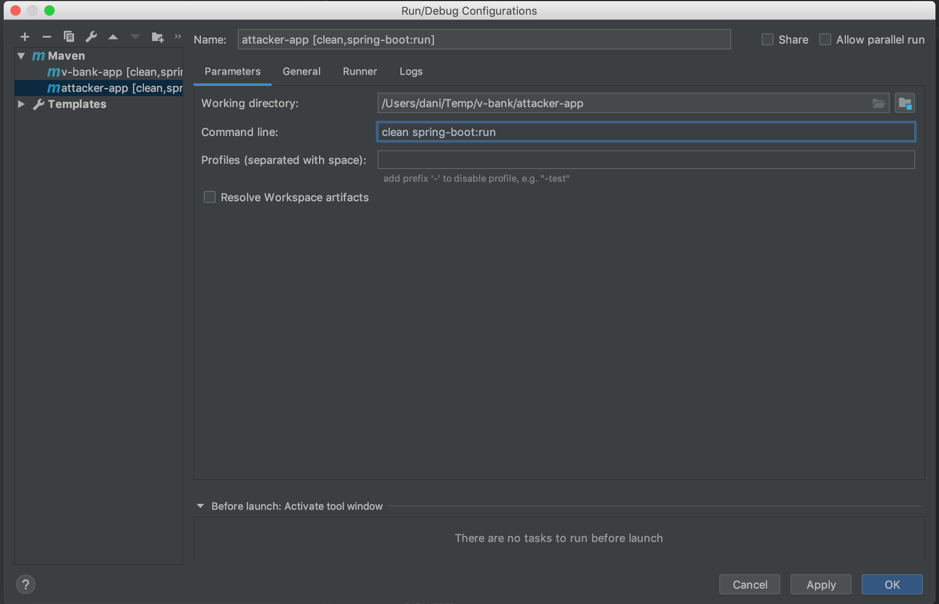 Run/Debug Configurations
Name: attacker-app [clean,spring-boot:run] Share Allow parallel run
Maven
v-bank-app [clean,sprin
attacker-app [clean,spr
Templates
Parameters General Runner Logs
Working directory: /Users/dani/Temp/v-bank/attacker-app
Command line: clean spring-boot:run
Profiles (separated with space):
add prefix '-' to disable profile, e.g. "-test"
Resolve Workspace artifacts
Before launch: Activate tool window
There are no tasks to run before launch
? Cancel Apply OK